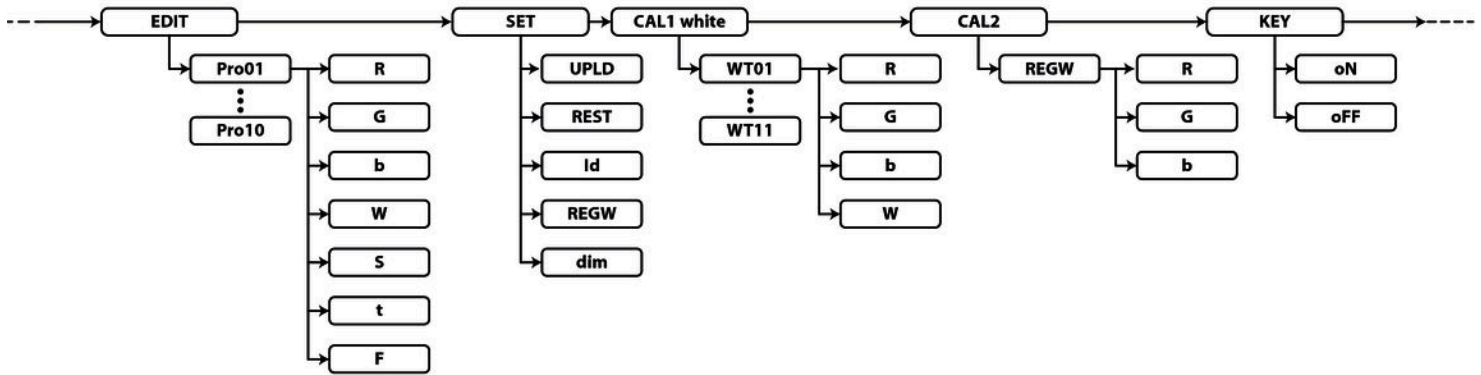 EDIT
SET
CAL1 white
CAL2
KEY
Pro01
R
UPLD
WT01
R
REGW
R
oN
G
REST
G
G
oFF
Pro10
WT11
b
Id
b
b
W
REGW
W
S
dim
t
F